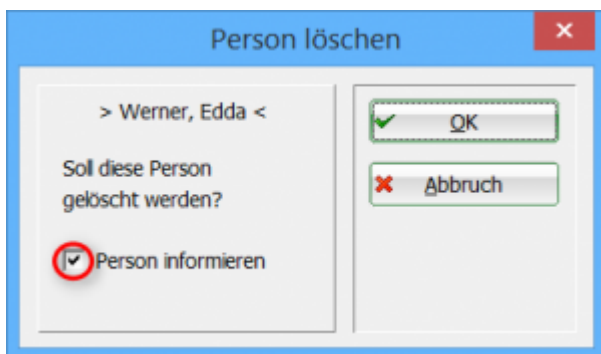 Person löschen
> Werner, Edda <
Soll diese Person
gelöscht werden?
Person informieren
OK
Abbruch